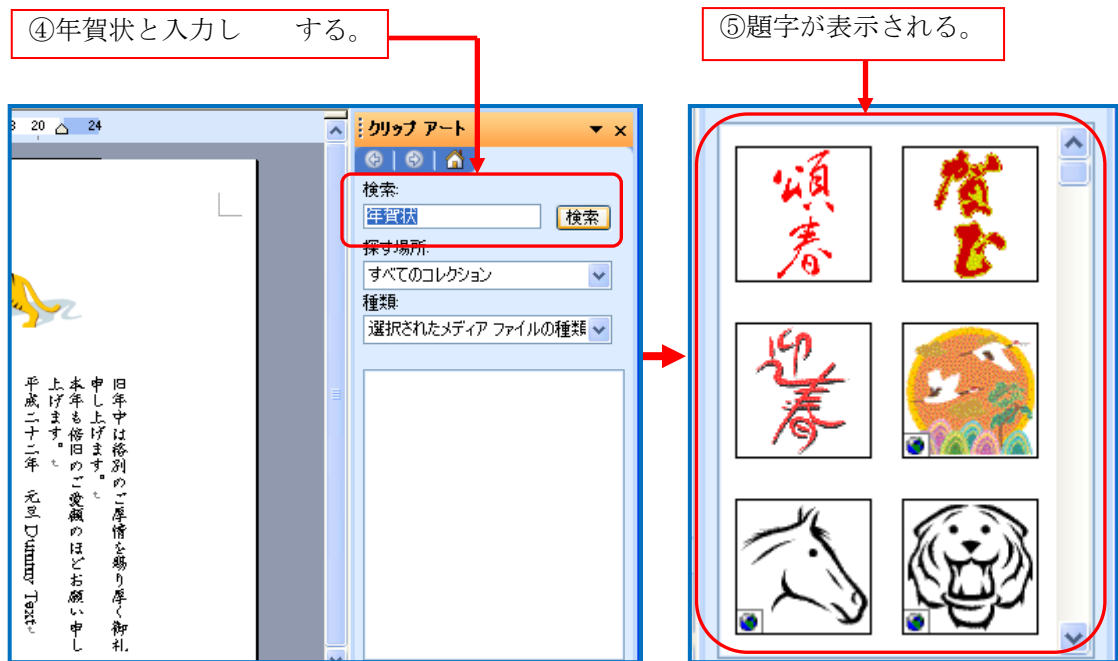 ④年賀状と入力し　　する。
⑤題字が表示される。
8 20 24
クリップ アート
検索:
年賀状
検索
探す場所:
すべてのコレクション
種類:
選択されたメディア ファイルの種類
旧年中は格別のご厚情を賜り厚く御礼
申し上げます。
本年も倍旧のご愛顧のほどお願い申し
上げます。
平成二十二年　元旦 Dummy Text
頌春
賀正
迎春